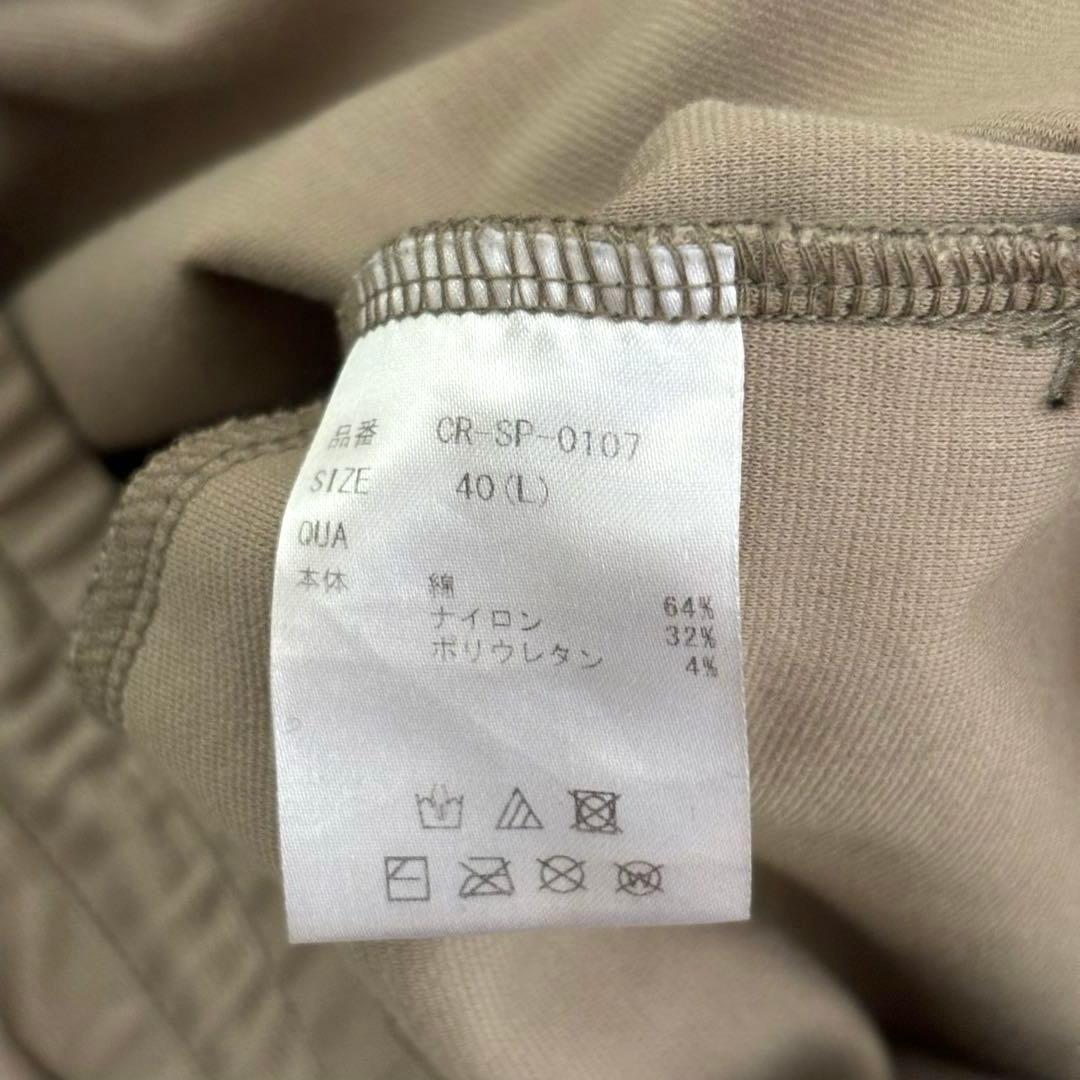 品番 CR-SP-0107
SIZE 40(L)
QUA
本体 綿 64%
ナイロン 32%
ポリウレタン 4%